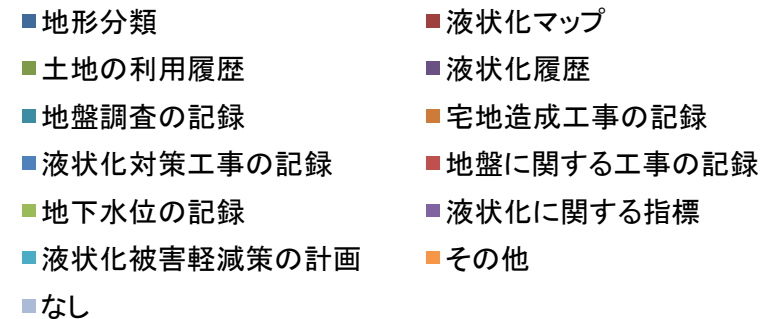 地形分類
液状化マップ
土地の利用履歴
液状化履歴
地盤調査の記録
宅地造成工事の記録
液状化対策工事の記録
地盤に関する工事の記録
地下水位の記録
液状化に関する指標
液状化被害軽減策の計画
その他
なし